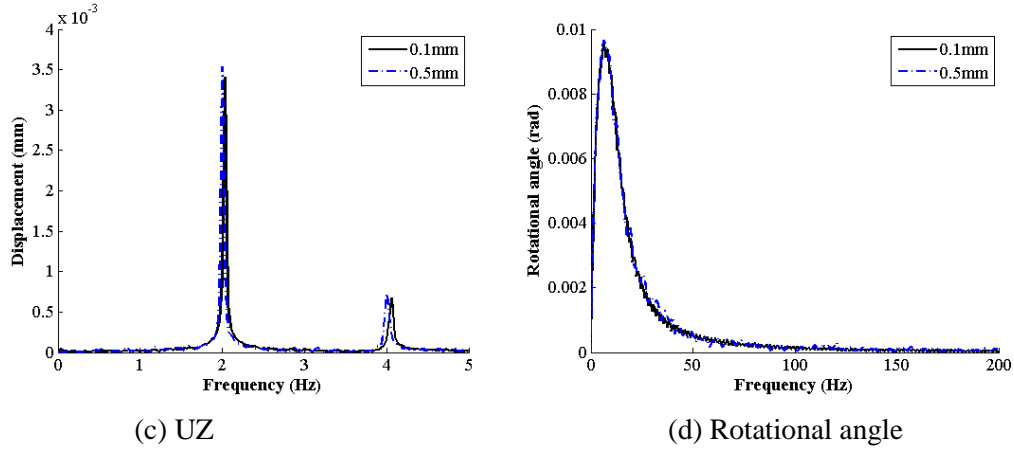 x 10⁻³
4
3.5
3
2.5
2
1.5
1
0.5
0
Displacement (mm)
0.1mm
0.5mm
0 1 2 3 4 5
Frequency (Hz)
(c) UZ
0.01
0.008
0.006
0.004
0.002
0
Rotational angle (rad)
0.1mm
0.5mm
0 50 100 150 200
Frequency (Hz)
(d) Rotational angle